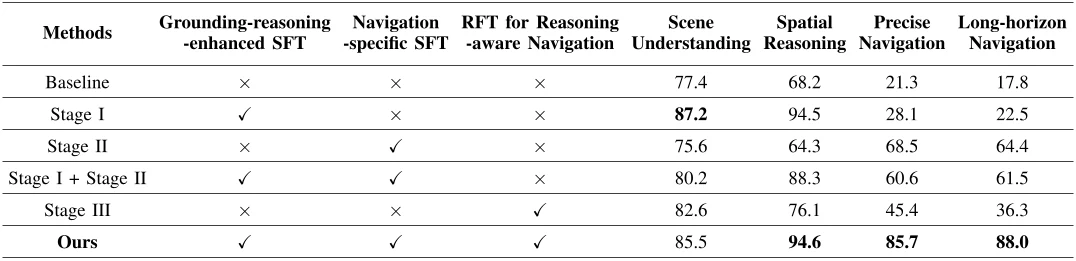 Methods Grounding-reasoning -enhanced SFT Navigation -specific SFT RFT for Reasoning -aware Navigation Scene Understanding Spatial Reasoning Precise Navigation Long-horizon Navigation
Baseline × × × 77.4 68.2 21.3 17.8
Stage I ✓ × × 87.2 94.5 28.1 22.5
Stage II × ✓ × 75.6 64.3 68.5 64.4
Stage I + Stage II ✓ ✓ × 80.2 88.3 60.6 61.5
Stage III × × ✓ 82.6 76.1 45.4 36.3
Ours ✓ ✓ ✓ 85.5 94.6 85.7 88.0